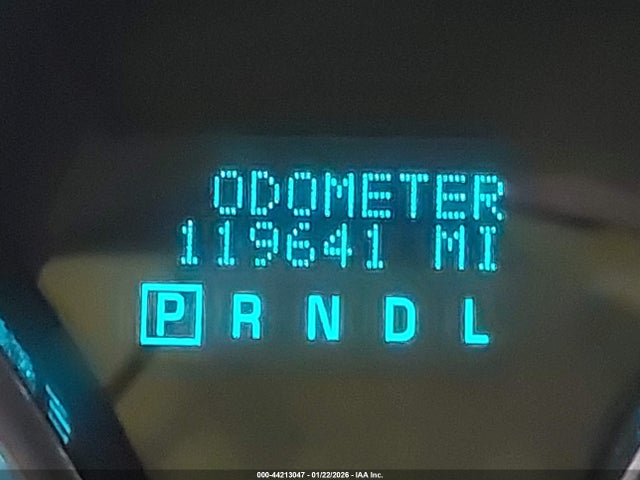 ODOMETER
119641 MI
P R N D L
000-44213047 - 01/22/2026 - IAA Inc.